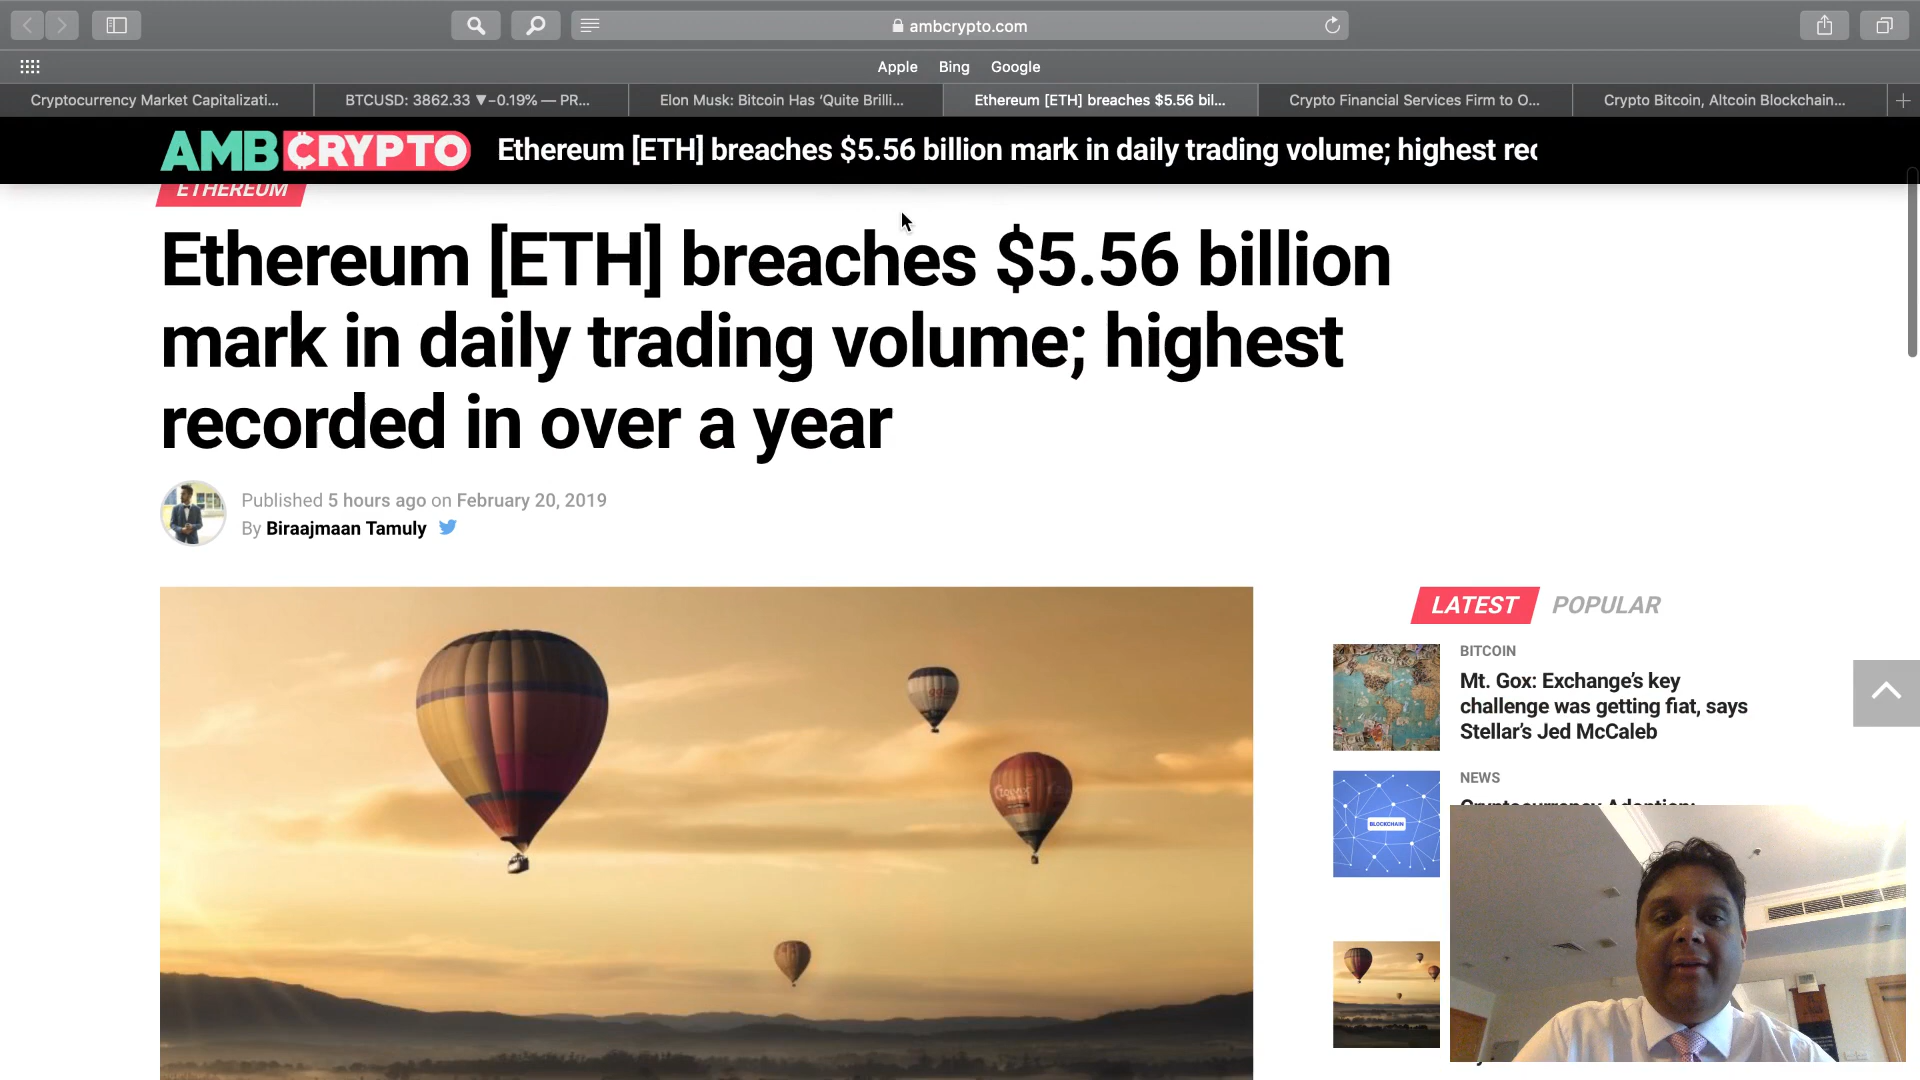 ambcrypto.com
Apple Bing Google
Cryptocurrency Market Capitalizati...
BTCUSD: 3862.33 ▼−0.19% — PR...
Elon Musk: Bitcoin Has ‘Quite Brilli...
Ethereum [ETH] breaches $5.56 bil...
Crypto Financial Services Firm to O...
Crypto Bitcoin, Altcoin Blockchain...
AMBCRYPTO
Ethereum [ETH] breaches $5.56 billion mark in daily trading volume; highest rec
ETHEREUM
Ethereum [ETH] breaches $5.56 billion
mark in daily trading volume; highest
recorded in over a year
Published 5 hours ago on February 20, 2019
By Biraajmaan Tamuly
LATEST POPULAR
BITCOIN
Mt. Gox: Exchange’s key
challenge was getting fiat, says
Stellar’s Jed McCaleb
NEWS
Cryptocurrency Adoption:
BLOCKCHAIN